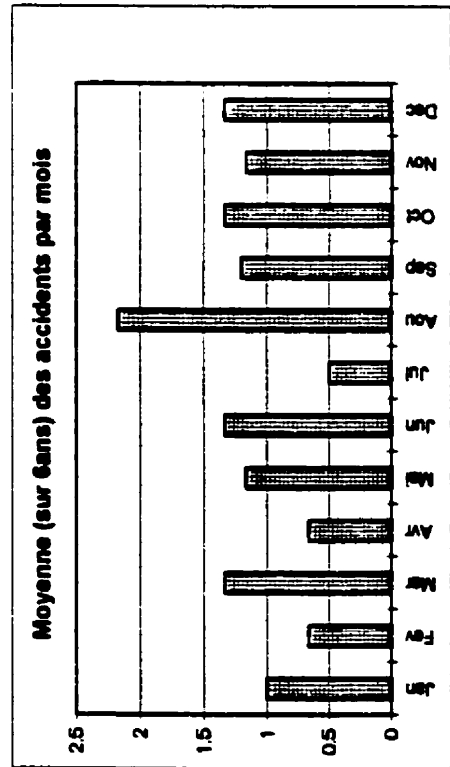 Moyenne (sur 6ans) des accidents par mois
2.5
2
1.5
1
0.5
0
Jan
Fev
Mar
Avr
Mai
Jun
Jul
Aou
Sep
Oct
Nov
Dec